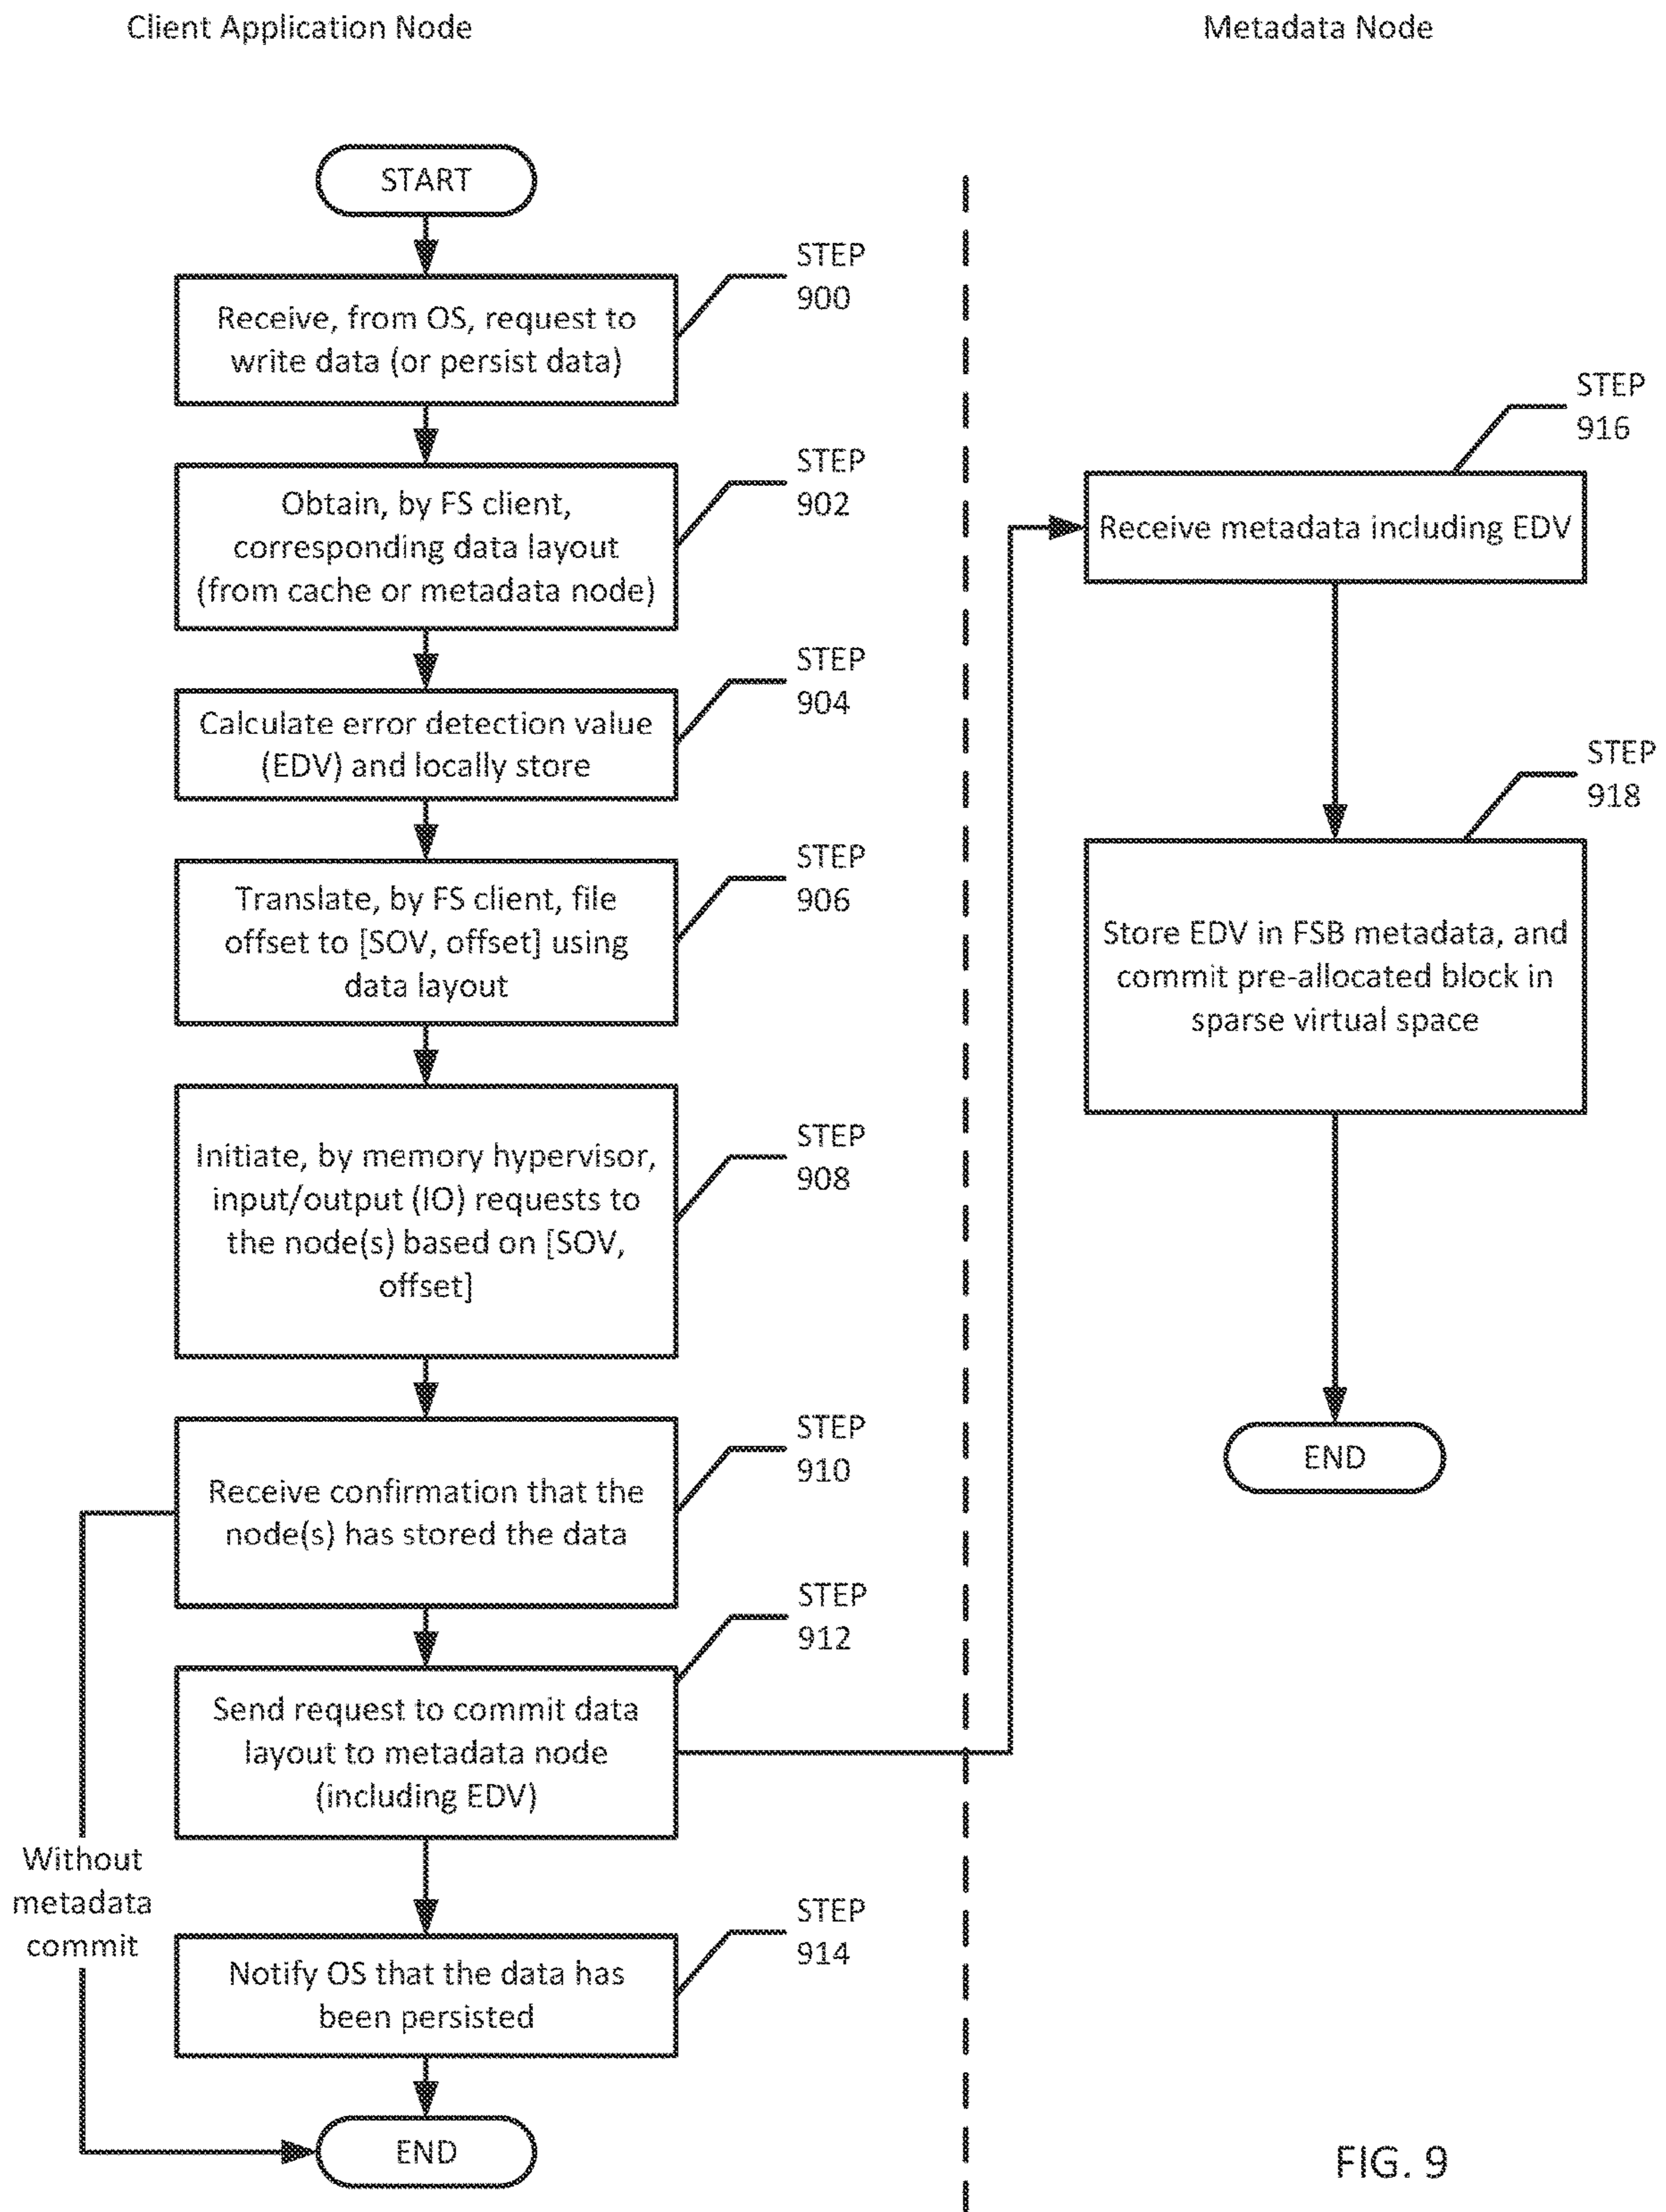 Client Application Node
Metadata Node
START
STEP
900
Receive, from OS, request to
write data (or persist data)
STEP
902
Obtain, by FS client,
corresponding data layout
(from cache or metadata node)
STEP
904
Calculate error detection value
(EDV) and locally store
STEP
906
Translate, by FS client, file
offset to [SOV, offset] using
data layout
STEP
908
Initiate, by memory hypervisor,
input/output (IO) requests to
the node(s) based on [SOV,
offset]
STEP
910
Receive confirmation that the
node(s) has stored the data
STEP
912
Send request to commit data
layout to metadata node
(including EDV)
Without
metadata
commit
STEP
914
Notify OS that the data has
been persisted
END
STEP
916
Receive metadata including EDV
STEP
918
Store EDV in FSB metadata, and
commit pre-allocated block in
sparse virtual space
END
FIG. 9